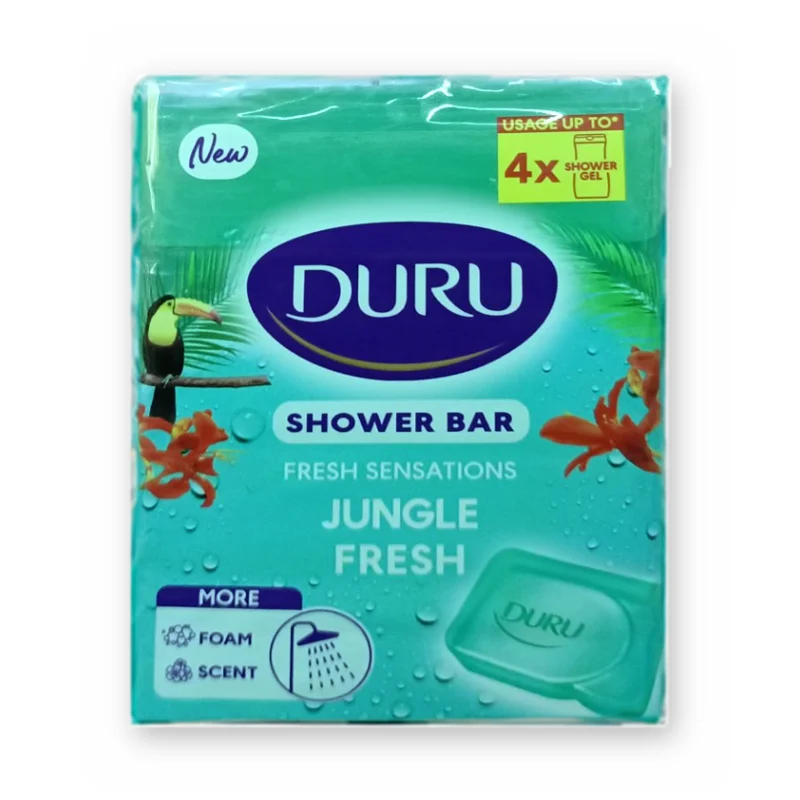 New
USAGE UP TO*
4x SHOWER
GEL
DURU
SHOWER BAR
FRESH SENSATIONS
JUNGLE
FRESH
MORE
FOAM
SCENT
DURU